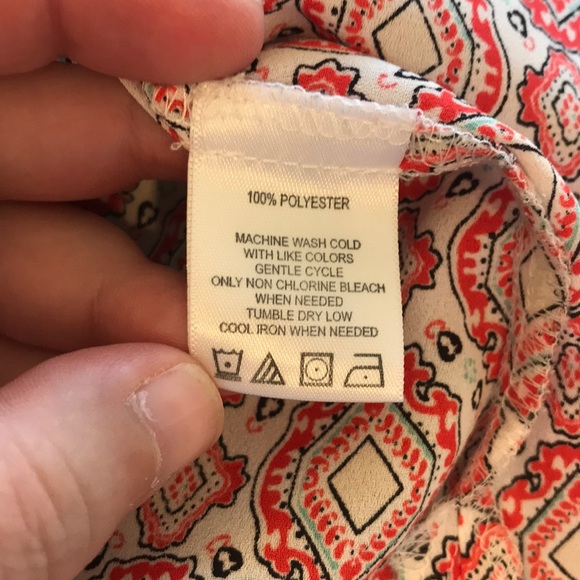 100% POLYESTER
MACHINE WASH COLD
WITH LIKE COLORS
GENTLE CYCLE
ONLY NON CHLORINE BLEACH
WHEN NEEDED
TUMBLE DRY LOW
COOL IRON WHEN NEEDED